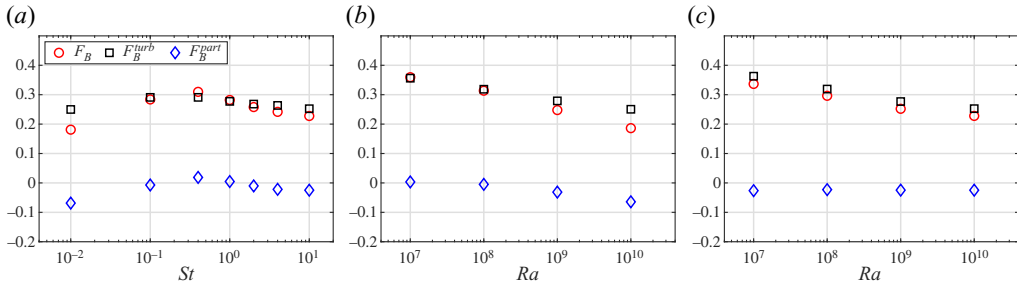 (a) (b) (c)
F_B F_B^{turb} F_B^{part}
0.4 0.4 0.4
0.3 0.3 0.3
0.2 0.2 0.2
0.1 0.1 0.1
0 0 0
–0.1 –0.1 –0.1
–0.2 –0.2 –0.2
10^{–2} 10^{–1} 10^{0} 10^{1} 10^{7} 10^{8} 10^{9} 10^{10} 10^{7} 10^{8} 10^{9} 10^{10}
St Ra Ra